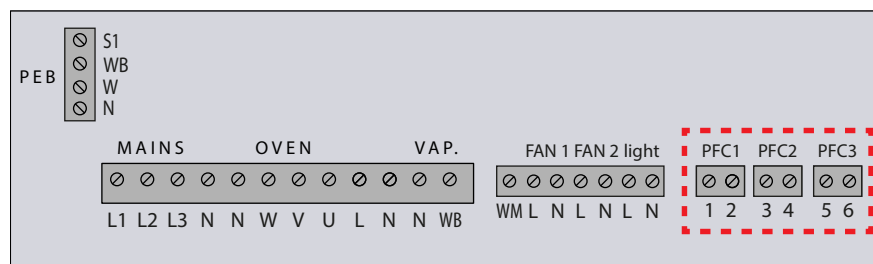 S1
WB
PEB
W
N
MAINS OVEN VAP.
L1 L2 L3 N N W V U L N N WB
FAN 1 FAN 2 light
WM L N L N L N
PFC1 PFC2 PFC3
1 2 3 4 5 6